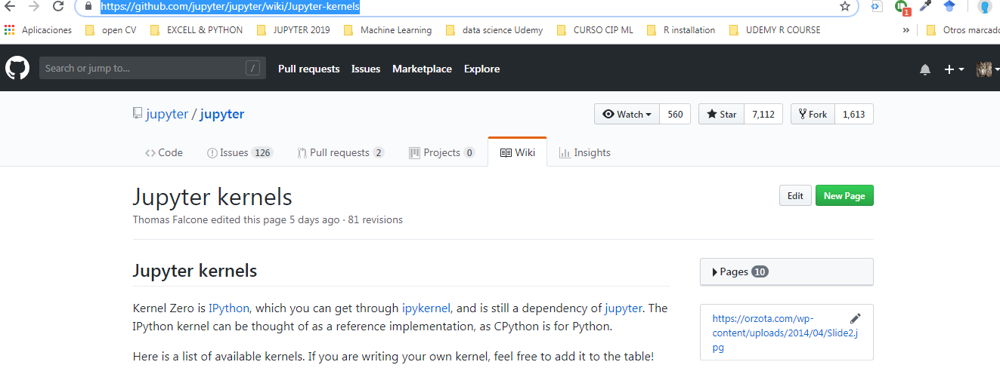 https://github.com/jupyter/jupyter/wiki/Jupyter-kernels
1
Aplicaciones open CV EXCELL & PYTHON JUPYTER 2019 Machine Learning data science Udemy CURSO CIP ML R installation UDEMY R COURSE » Otros marcado
Search or jump to... / Pull requests Issues Marketplace Explore
jupyter / jupyter Watch 560 Star 7,112 Fork 1,613
Code Issues 126 Pull requests 2 Projects 0 Wiki Insights
Jupyter kernels Edit New Page
Thomas Falcone edited this page 5 days ago · 81 revisions
Jupyter kernels
Kernel Zero is IPython, which you can get through ipykernel, and is still a dependency of jupyter. The
IPython kernel can be thought of as a reference implementation, as CPython is for Python.
Here is a list of available kernels. If you are writing your own kernel, feel free to add it to the table!
Pages 10
https://orzota.com/wp-
content/uploads/2014/04/Slide2.j
pg